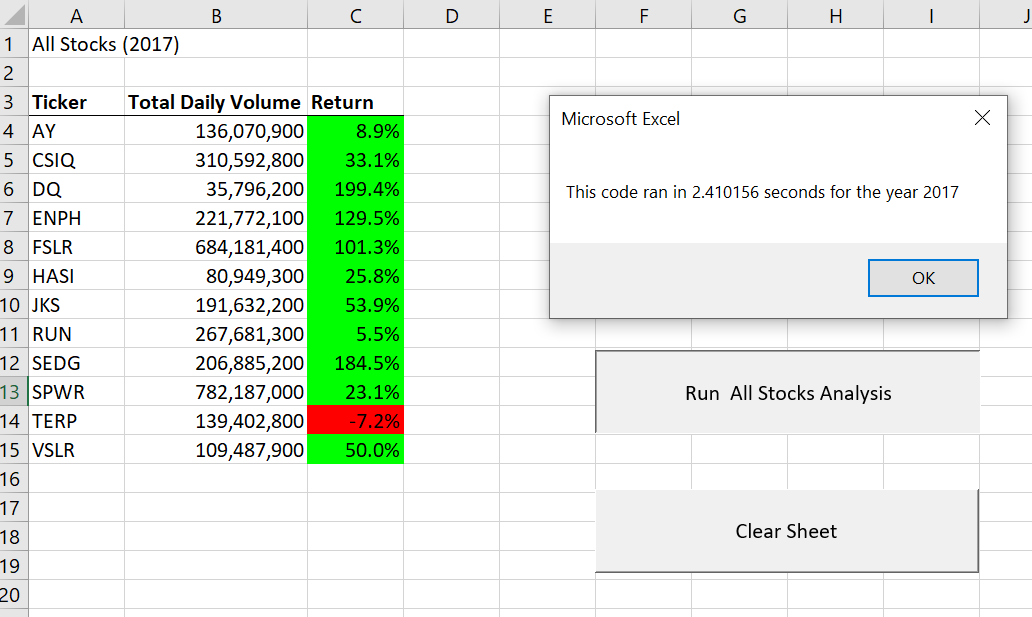 A B C D E F G H I J
1 All Stocks (2017)
2
3 Ticker Total Daily Volume Return
4 AY 136,070,900 8.9%
5 CSIQ 310,592,800 33.1%
6 DQ 35,796,200 199.4%
7 ENPH 221,772,100 129.5%
8 FSLR 684,181,400 101.3%
9 HASI 80,949,300 25.8%
10 JKS 191,632,200 53.9%
11 RUN 267,681,300 5.5%
12 SEDG 206,885,200 184.5%
13 SPWR 782,187,000 23.1%
14 TERP 139,402,800 -7.2%
15 VSLR 109,487,900 50.0%
16
17
18
19
20
Microsoft Excel
This code ran in 2.410156 seconds for the year 2017
OK
Run  All Stocks Analysis
Clear Sheet